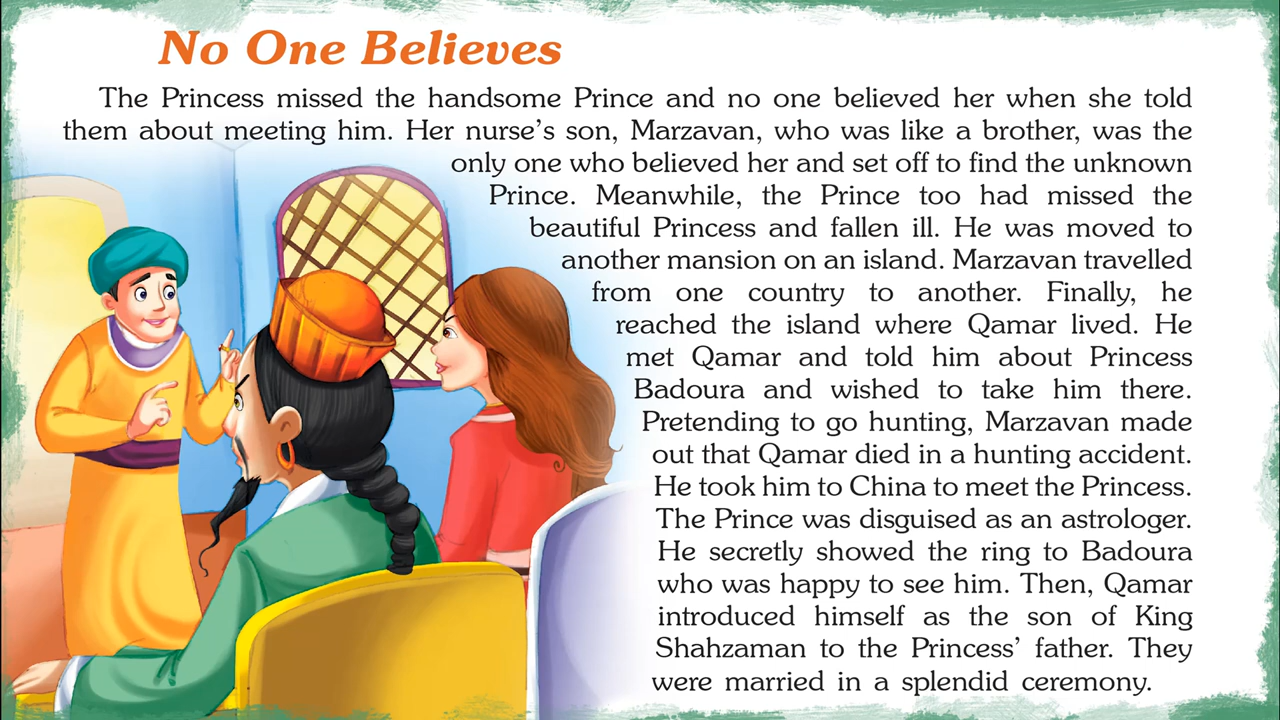 No One Believes
The Princess missed the handsome Prince and no one believed her when she told
them about meeting him. Her nurse's son, Marzavan, who was like a brother, was the
only one who believed her and set off to find the unknown
Prince. Meanwhile, the Prince too had missed the
beautiful Princess and fallen ill. He was moved to
another mansion on an island. Marzavan travelled
from one country to another. Finally, he
reached the island where Qamar lived. He
met Qamar and told him about Princess
Badoura and wished to take him there.
Pretending to go hunting, Marzavan made
out that Qamar died in a hunting accident.
He took him to China to meet the Princess.
The Prince was disguised as an astrologer.
He secretly showed the ring to Badoura
who was happy to see him. Then, Qamar
introduced himself as the son of King
Shahzaman to the Princess' father. They
were married in a splendid ceremony.